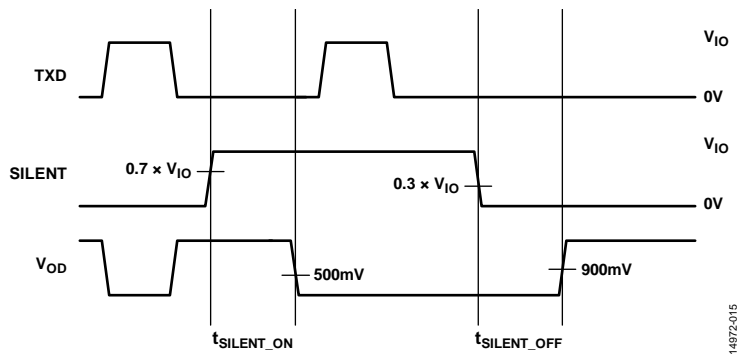 TXD
V_IO
0V
SILENT
0.7 × V_IO
0.3 × V_IO
V_IO
0V
V_OD
500mV
900mV
t_SILENT_ON
t_SILENT_OFF
14972-015